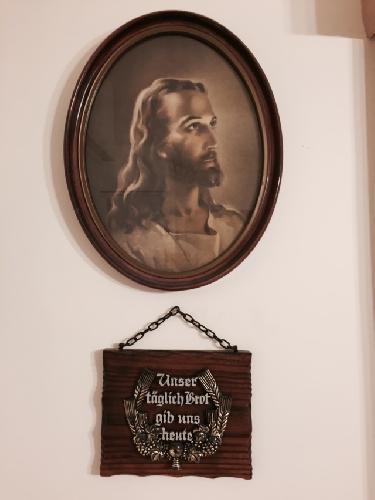 Unser
täglich Brot
gib uns
heute